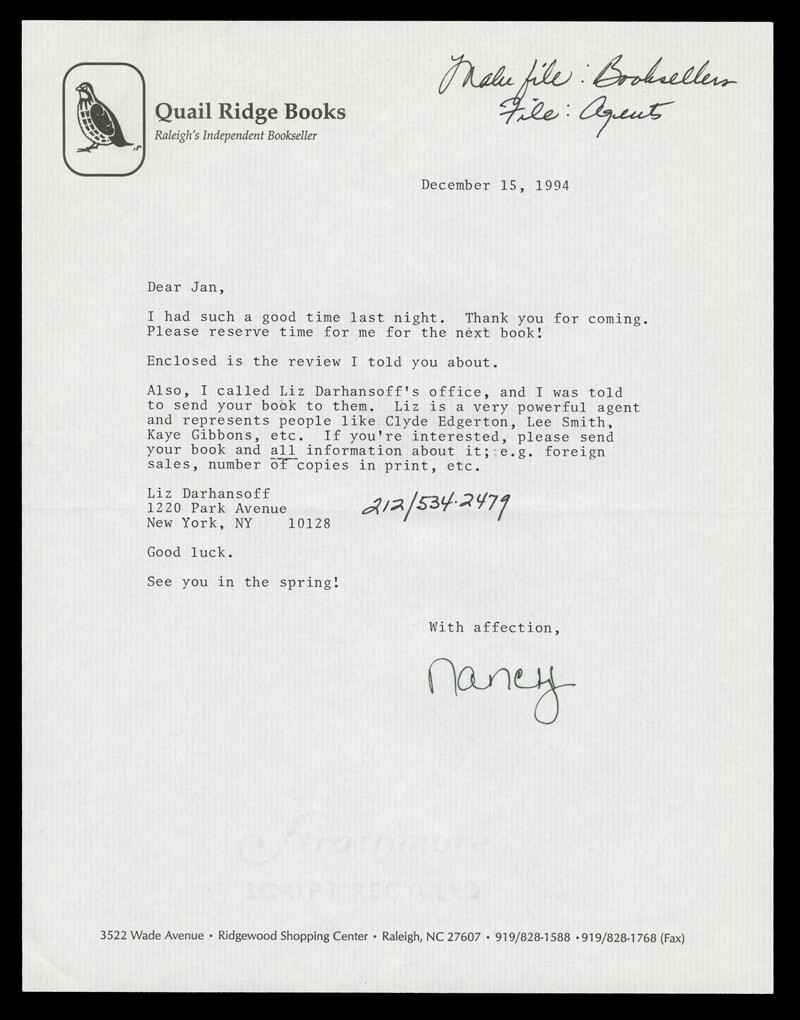 Make file: Booksellers
File: Agents
Quail Ridge Books
Raleigh's Independent Bookseller
December 15, 1994
Dear Jan,
I had such a good time last night. Thank you for coming.
Please reserve time for me for the next book!
Enclosed is the review I told you about.
Also, I called Liz Darhansoff's office, and I was told
to send your book to them. Liz is a very powerful agent
and represents people like Clyde Edgerton, Lee Smith,
Kaye Gibbons, etc. If you're interested, please send
your book and all information about it; e.g. foreign
sales, number of copies in print, etc.
Liz Darhansoff
1220 Park Avenue 212/534-2479
New York, NY 10128
Good luck.
See you in the spring!
With affection,
Nancy
Strathmore
SCRIPT RECYCLED
3522 Wade Avenue • Ridgewood Shopping Center • Raleigh, NC 27607 • 919/828-1588 • 919/828-1768 (Fax)